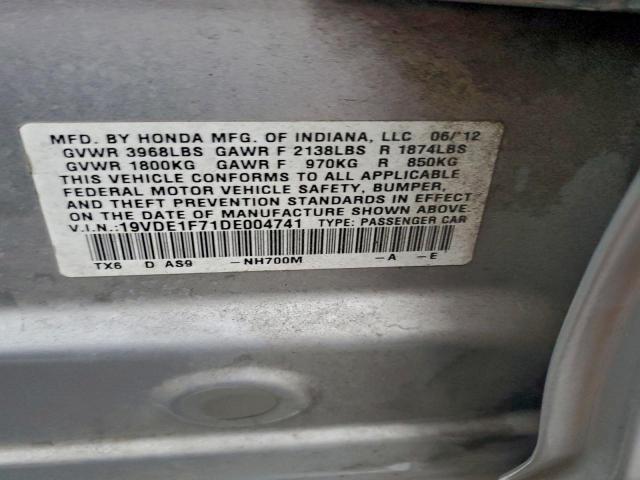 MFD. BY HONDA MFG. OF INDIANA, LLC 06/'12
GVWR 3968LBS GAWR F 2138LBS R 1874LBS
GVWR 1800KG GAWR F 970KG R 850KG
THIS VEHICLE CONFORMS TO ALL APPLICABLE
FEDERAL MOTOR VEHICLE SAFETY, BUMPER,
AND THEFT PREVENTION STANDARDS IN EFFECT
ON THE DATE OF MANUFACTURE SHOWN ABOVE.
V.I.N.:19VDE1F71DE004741 TYPE: PASSENGER CAR
TX6 D AS9 -NH700M -A -E